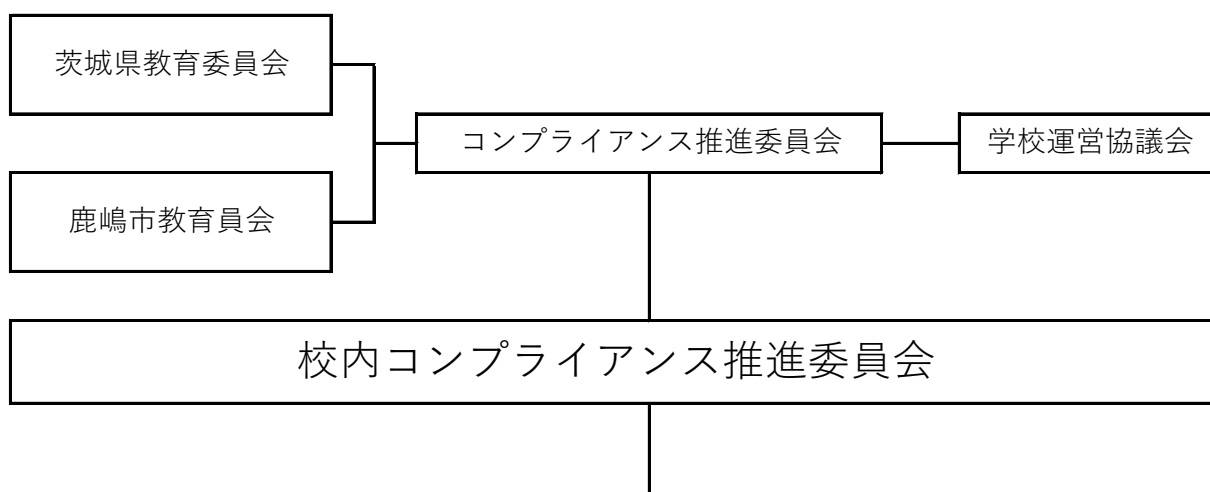 茨城県教育委員会
コンプライアンス推進委員会
学校運営協議会
鹿嶋市教育員会
校内コンプライアンス推進委員会